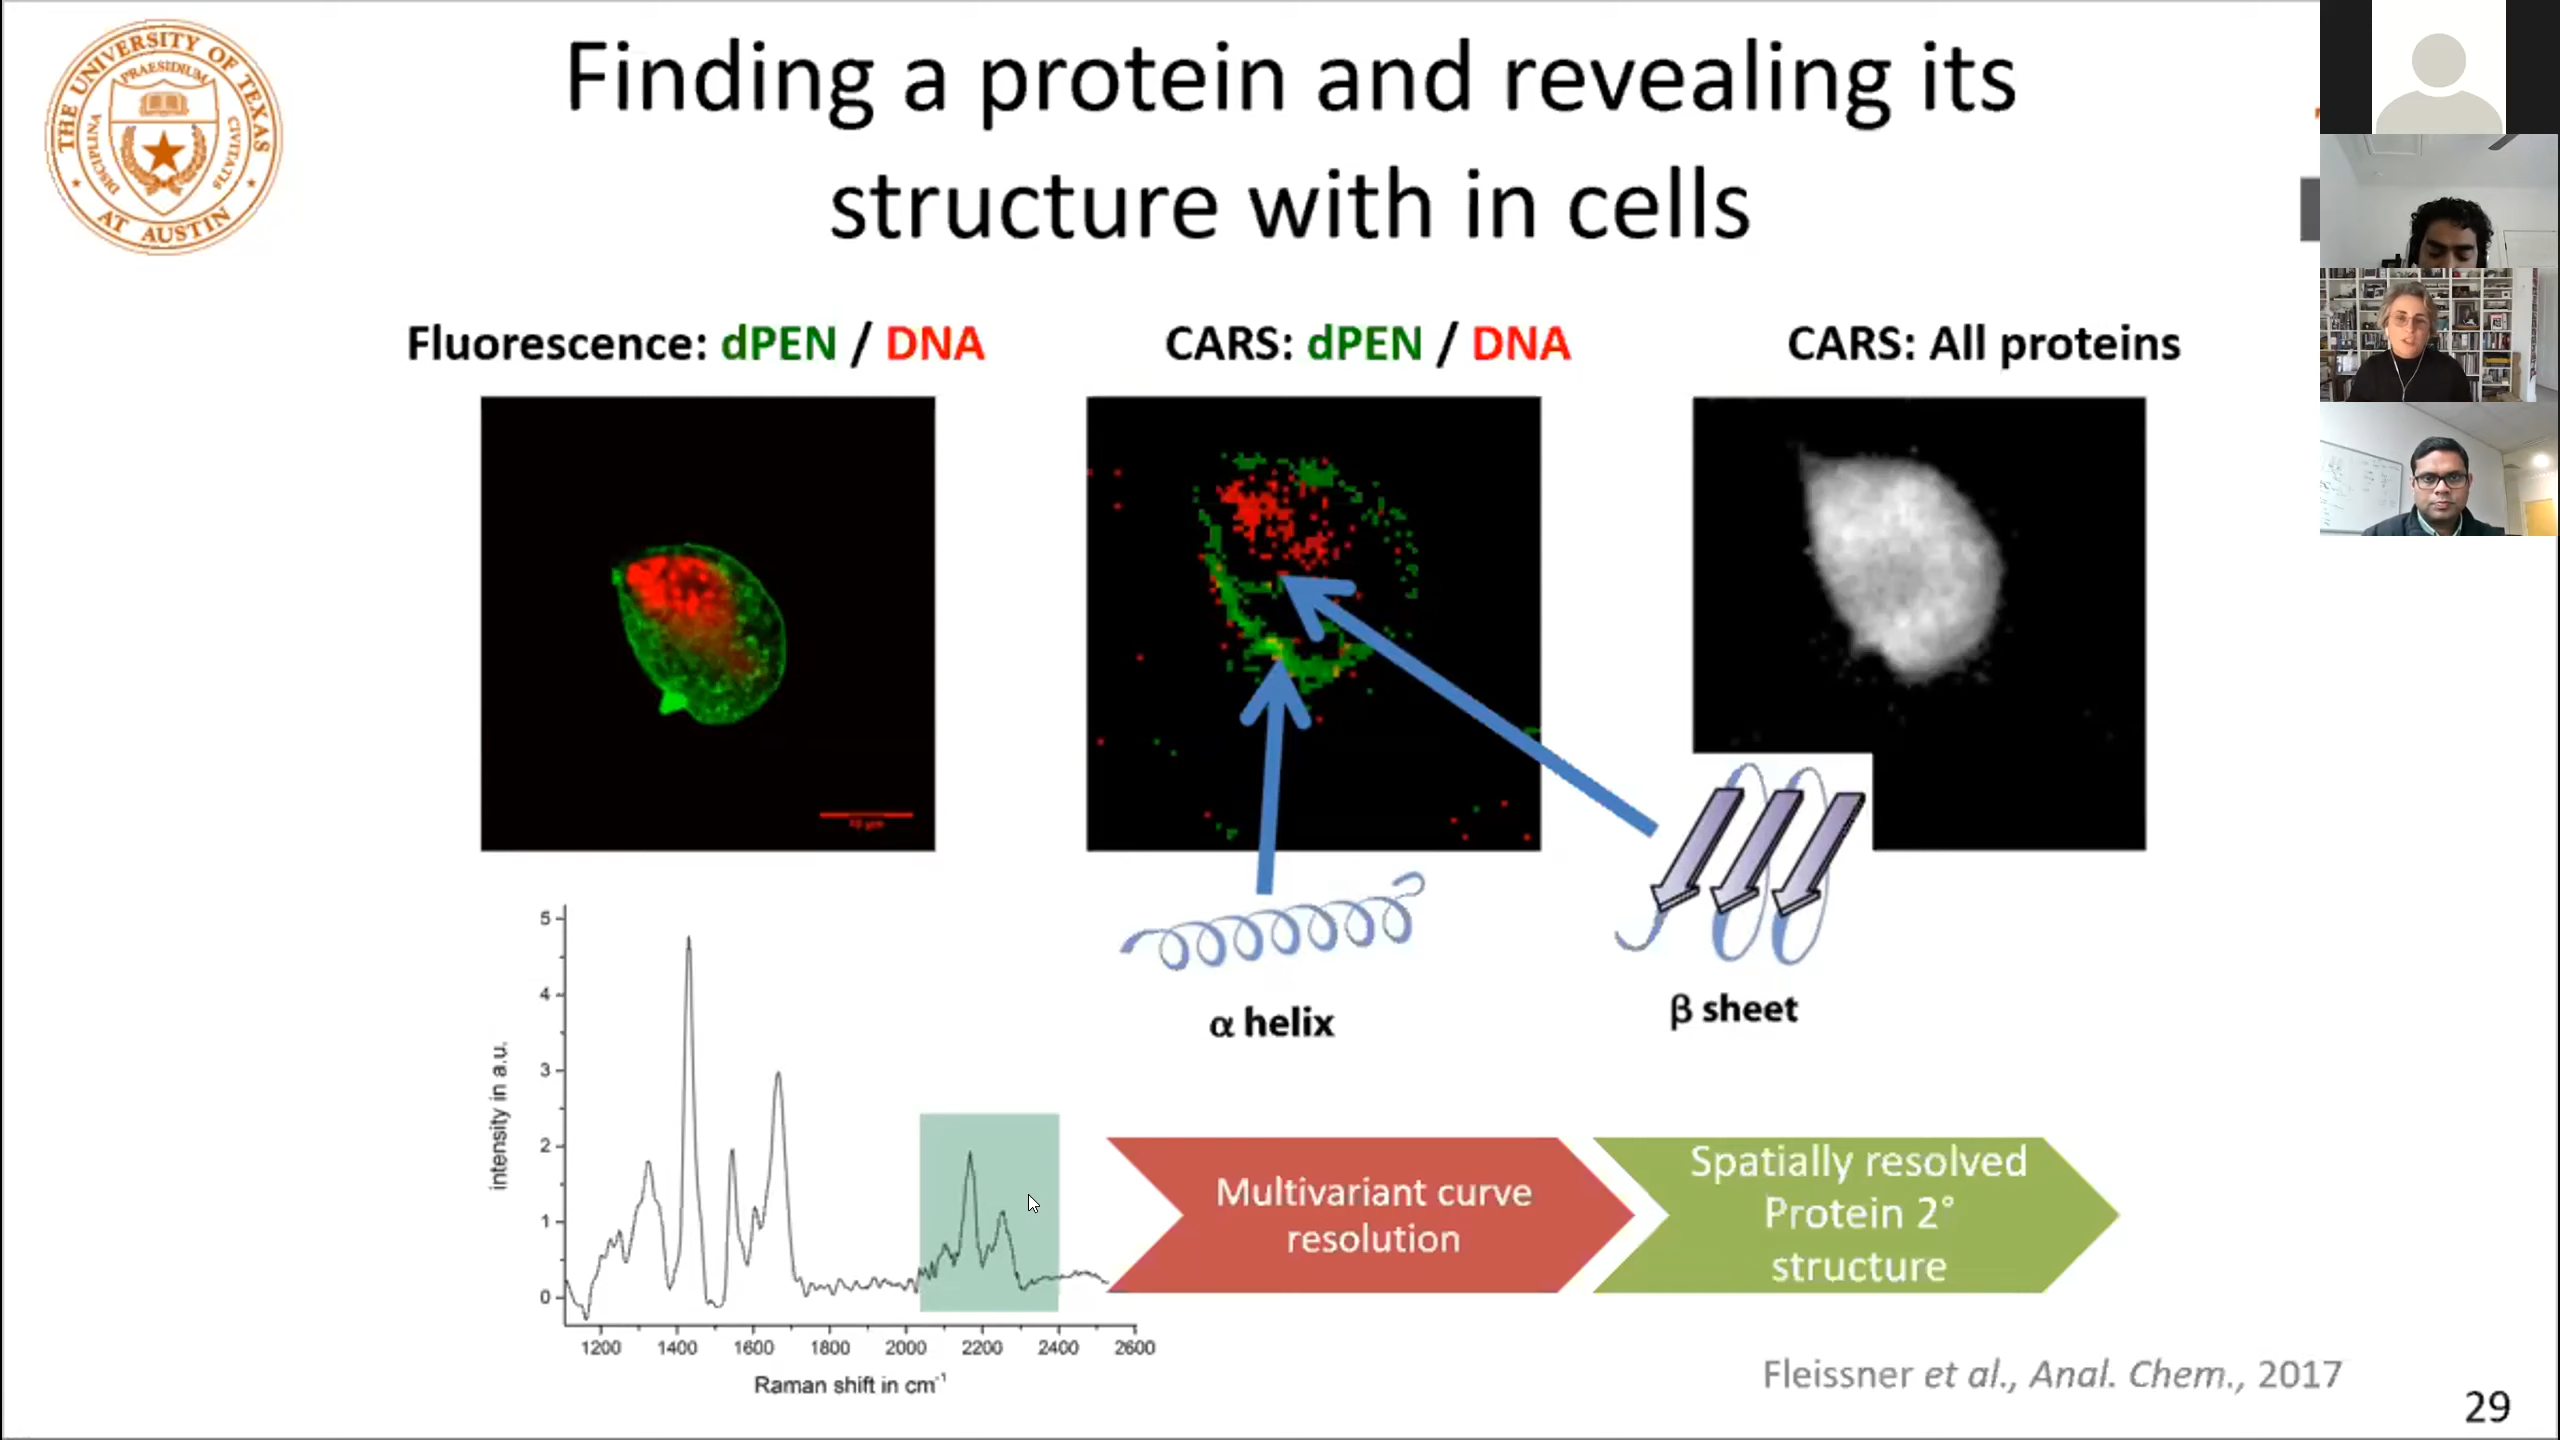 THE UNIVERSITY OF TEXAS
AT AUSTIN
PRAESIDIUM
DISCIPLINA
CIVITATIS
Finding a protein and revealing its
structure with in cells
Fluorescence: dPEN / DNA
CARS: dPEN / DNA
CARS: All proteins
10 µm
α helix
β sheet
intensity in a.u.
5
4
3
2
1
0
1200 1400 1600 1800 2000 2200 2400 2600
Raman shift in cm⁻¹
Multivariant curve
resolution
Spatially resolved
Protein 2°
structure
Fleissner et al., Anal. Chem., 2017
29